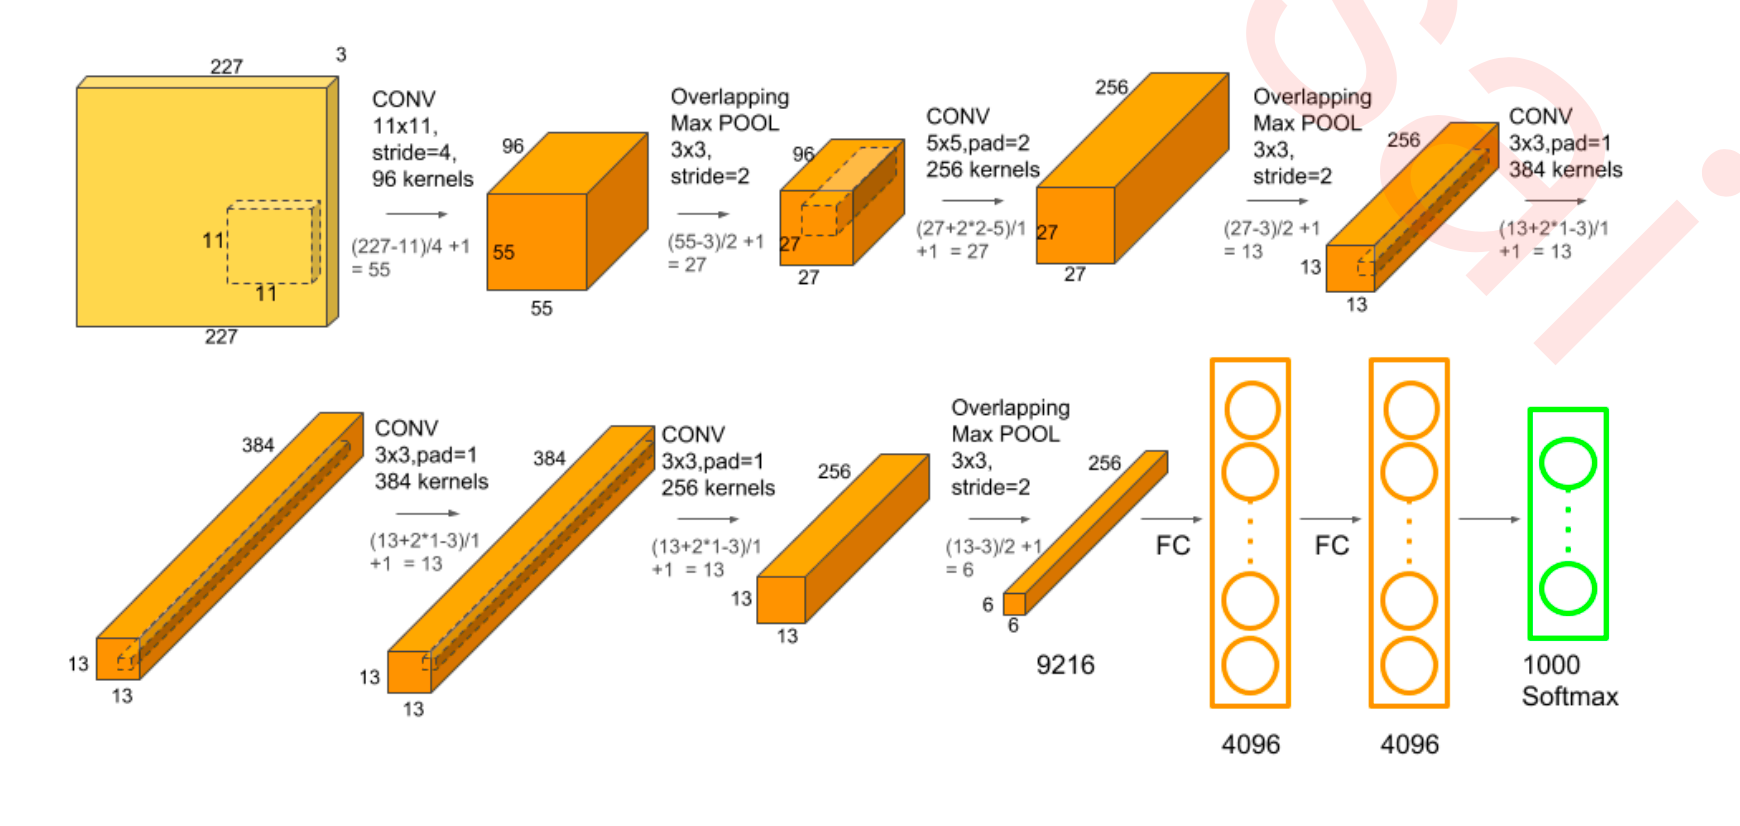 227
3
11
11
227
CONV
11x11,
stride=4,
96 kernels
(227-11)/4 +1
= 55
96
55
55
Overlapping
Max POOL
3x3,
stride=2
(55-3)/2 +1
= 27
96
27
27
CONV
5x5,pad=2
256 kernels
(27+2*2-5)/1
+1 = 27
256
27
27
Overlapping
Max POOL
3x3,
stride=2
(27-3)/2 +1
= 13
256
13
13
CONV
3x3,pad=1
384 kernels
(13+2*1-3)/1
+1 = 13
384
13
13
CONV
3x3,pad=1
384 kernels
(13+2*1-3)/1
+1 = 13
384
13
13
CONV
3x3,pad=1
256 kernels
(13+2*1-3)/1
+1 = 13
256
13
13
Overlapping
Max POOL
3x3,
stride=2
(13-3)/2 +1
= 6
256
6
6
9216
FC
4096
FC
4096
1000
Softmax